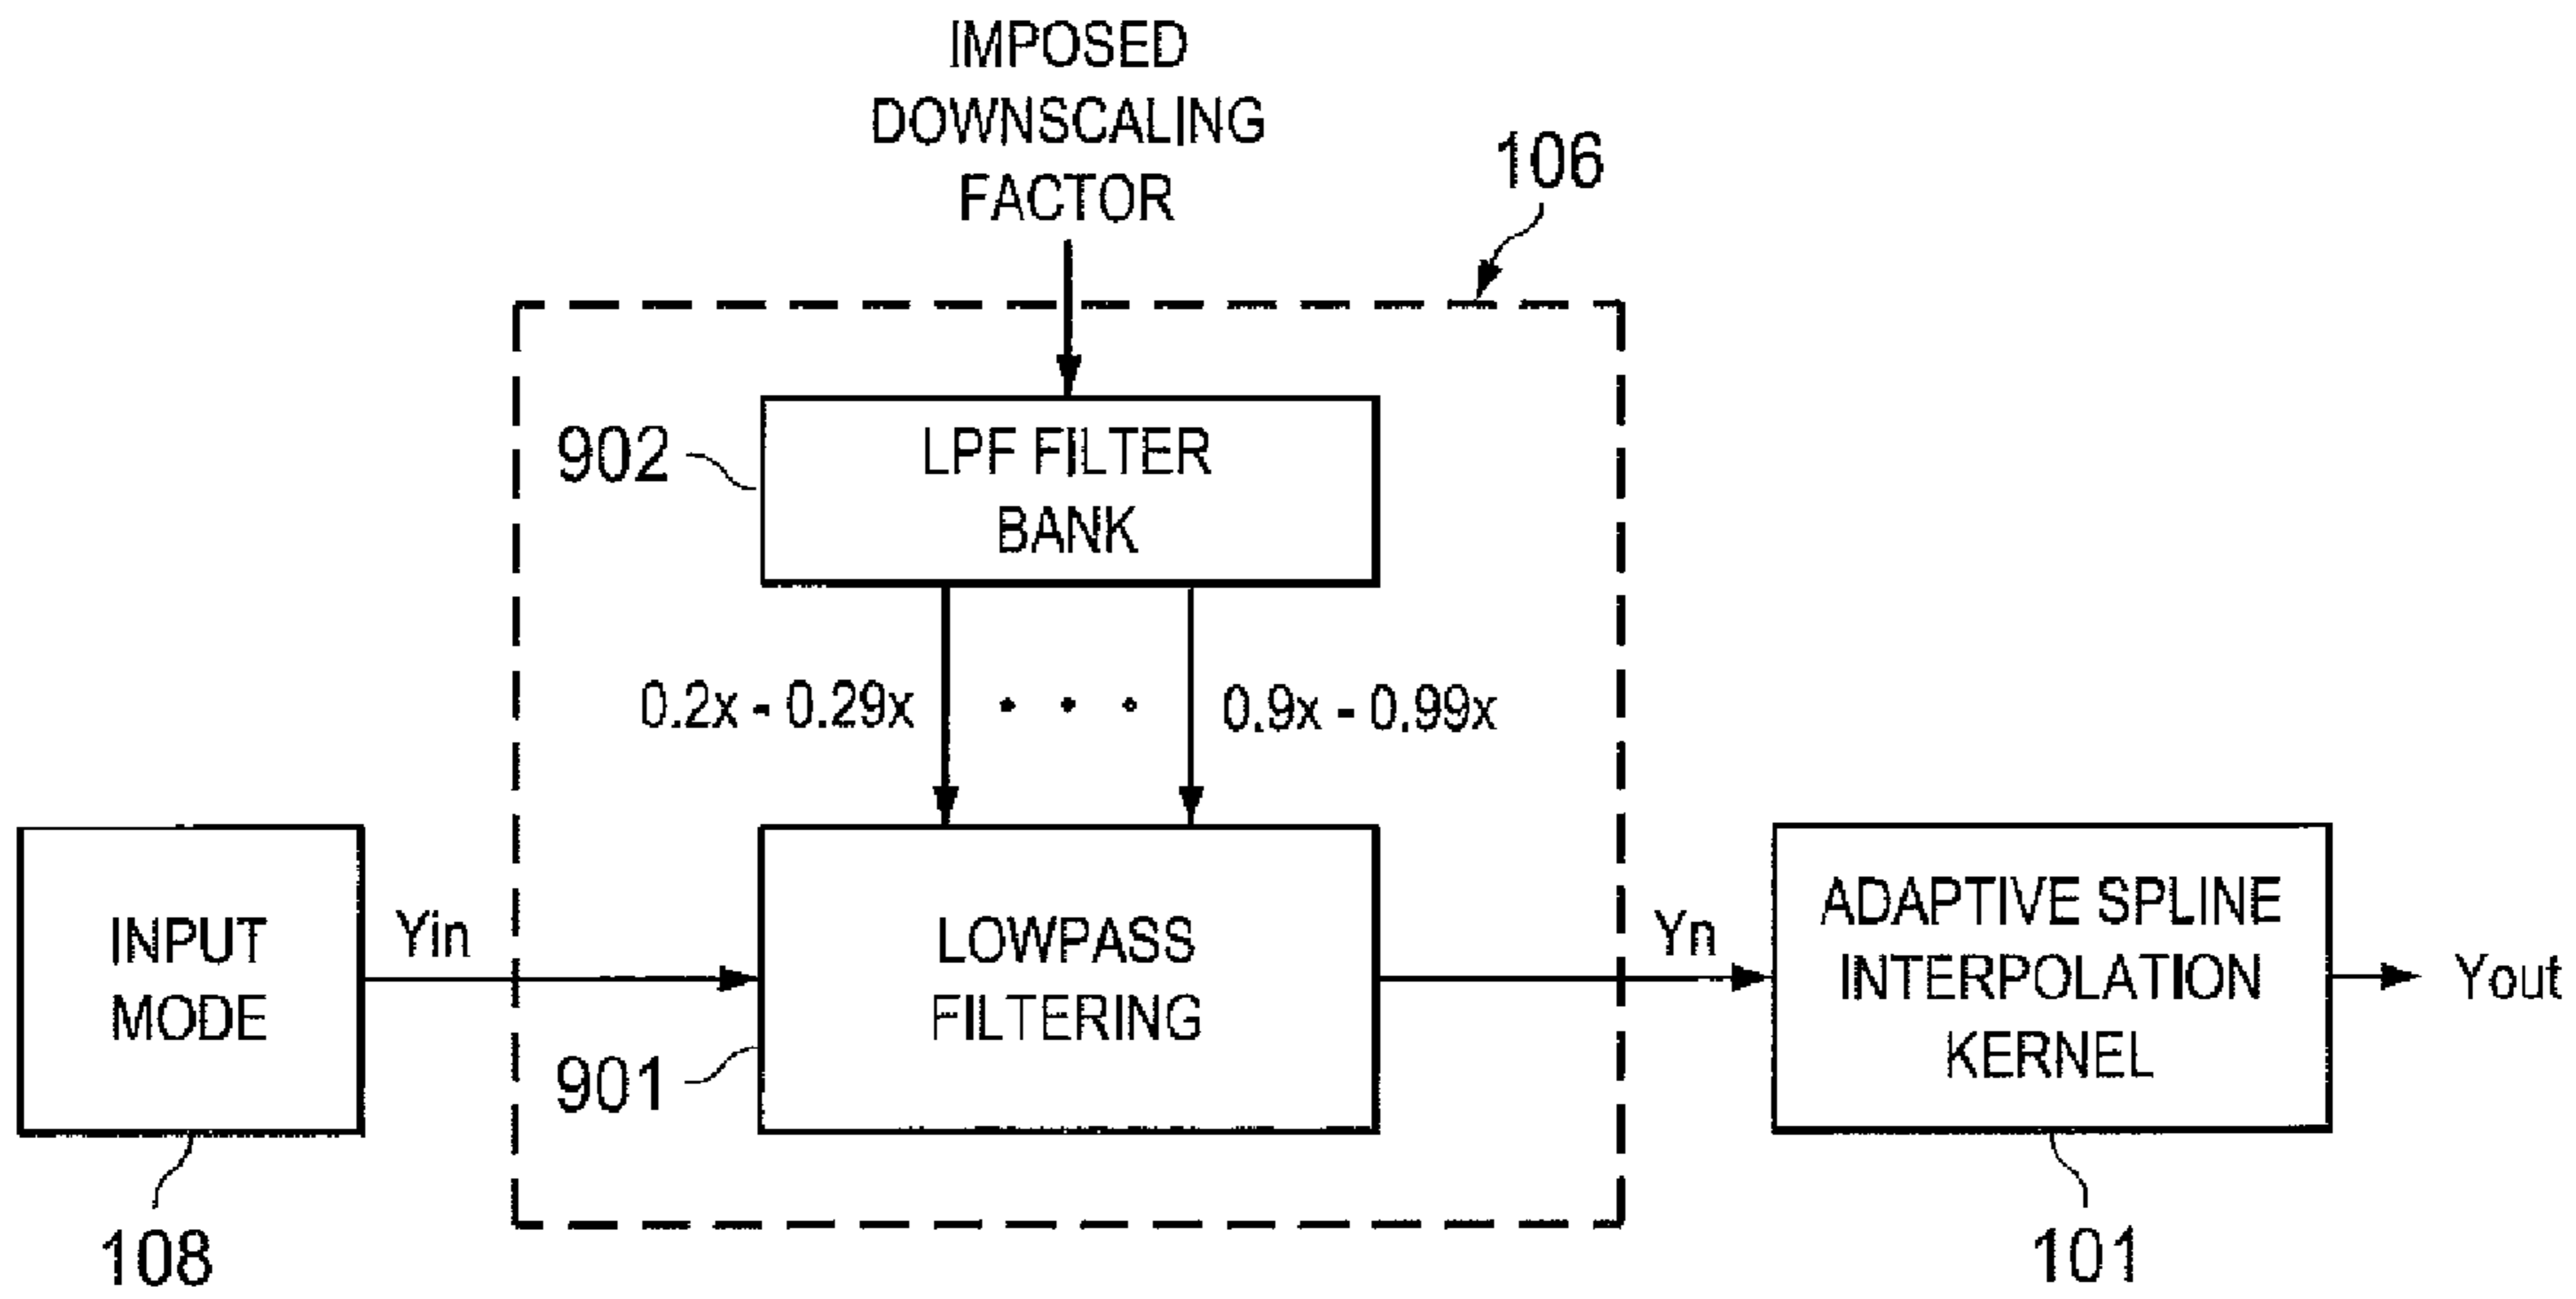 IMPOSED
DOWNSCALING
FACTOR
106
902
LPF FILTER
BANK
0.2x - 0.29x
0.9x - 0.99x
INPUT
MODE
108
Yin
LOWPASS
FILTERING
901
Yn
ADAPTIVE SPLINE
INTERPOLATION
KERNEL
101
Yout